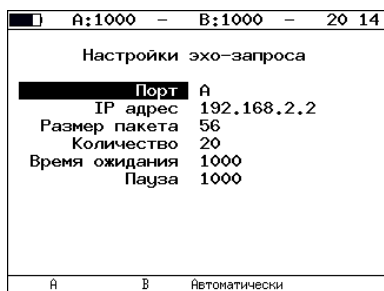 A:1000 – B:1000 – 20 14
Настройки эхо-запроса
Порт A
IP адрес 192.168.2.2
Размер пакета 56
Количество 20
Время ожидания 1000
Пауза 1000
A B Автоматически